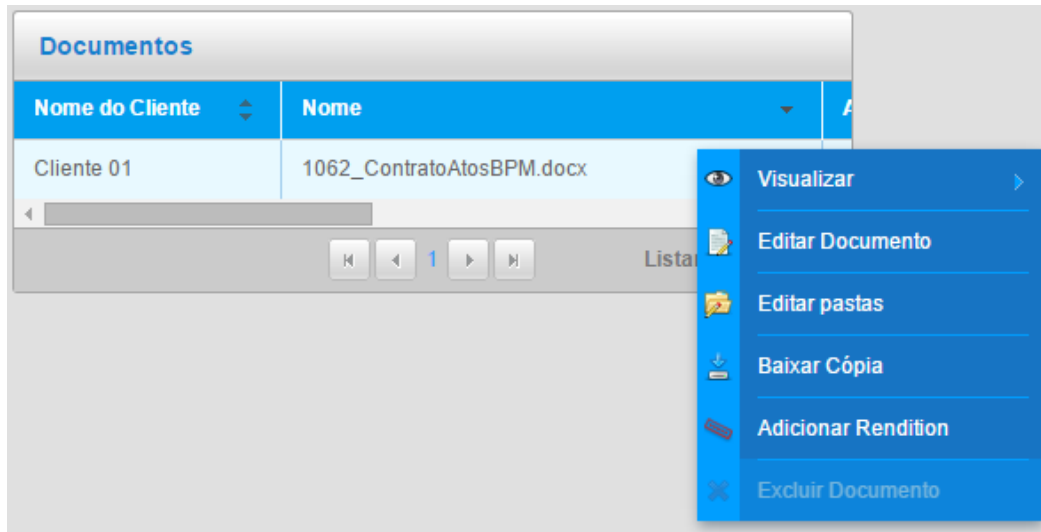 Documentos
Nome do Cliente Nome
Cliente 01 1062_ContratoAtosBPM.docx
1
Visualizar
Editar Documento
Editar pastas
Baixar Cópia
Adicionar Rendition
Excluir Documento